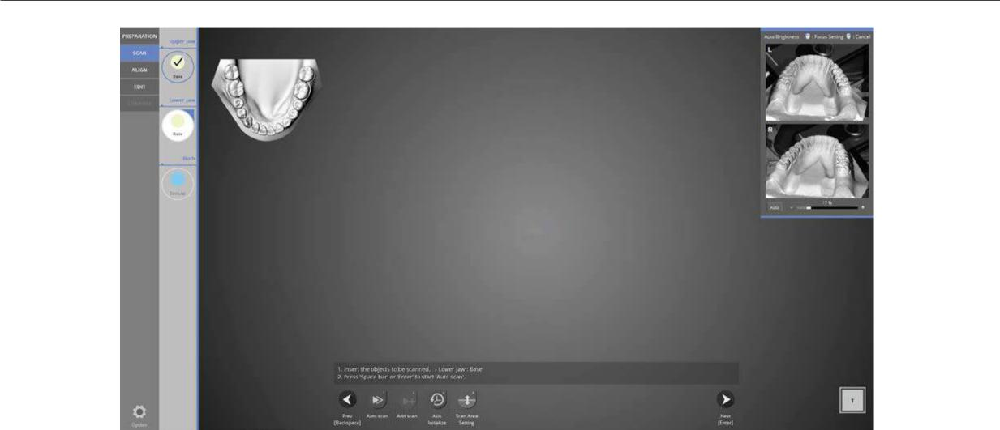 PREPARATION
SCAN
ALIGN
EDIT
Upper jaw
Base
Lower jaw
Base
Both
Auto Brightness : Focus Setting : Cancel
L
R
17 %
Auto - +
1. Insert the objects to be scanned. - Lower jaw : Base
2. Press 'Space bar' or 'Enter' to start 'Auto scan'.
Prev
[Backspace]
Auto scan
Add scan
Axis
Initialize
Scan Area
Setting
Next
[Enter]
T
Option